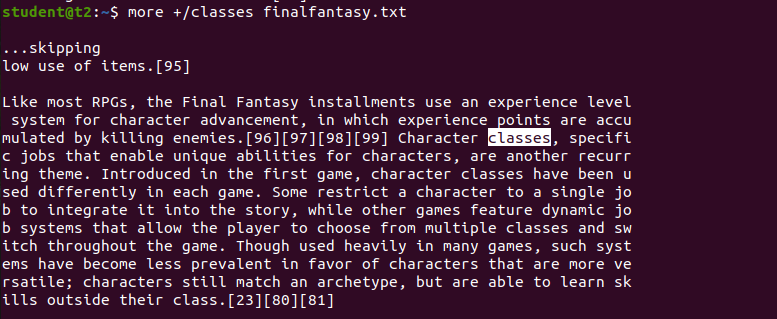 student@t2:~$ more +/classes finalfantasy.txt
...skipping
low use of items.[95]
Like most RPGs, the Final Fantasy installments use an experience level
 system for character advancement, in which experience points are accu
mulated by killing enemies.[96][97][98][99] Character classes, specifi
c jobs that enable unique abilities for characters, are another recurr
ing theme. Introduced in the first game, character classes have been u
sed differently in each game. Some restrict a character to a single jo
b to integrate it into the story, while other games feature dynamic jo
b systems that allow the player to choose from multiple classes and sw
itch throughout the game. Though used heavily in many games, such syst
ems have become less prevalent in favor of characters that are more ve
rsatile; characters still match an archetype, but are able to learn sk
ills outside their class.[23][80][81]